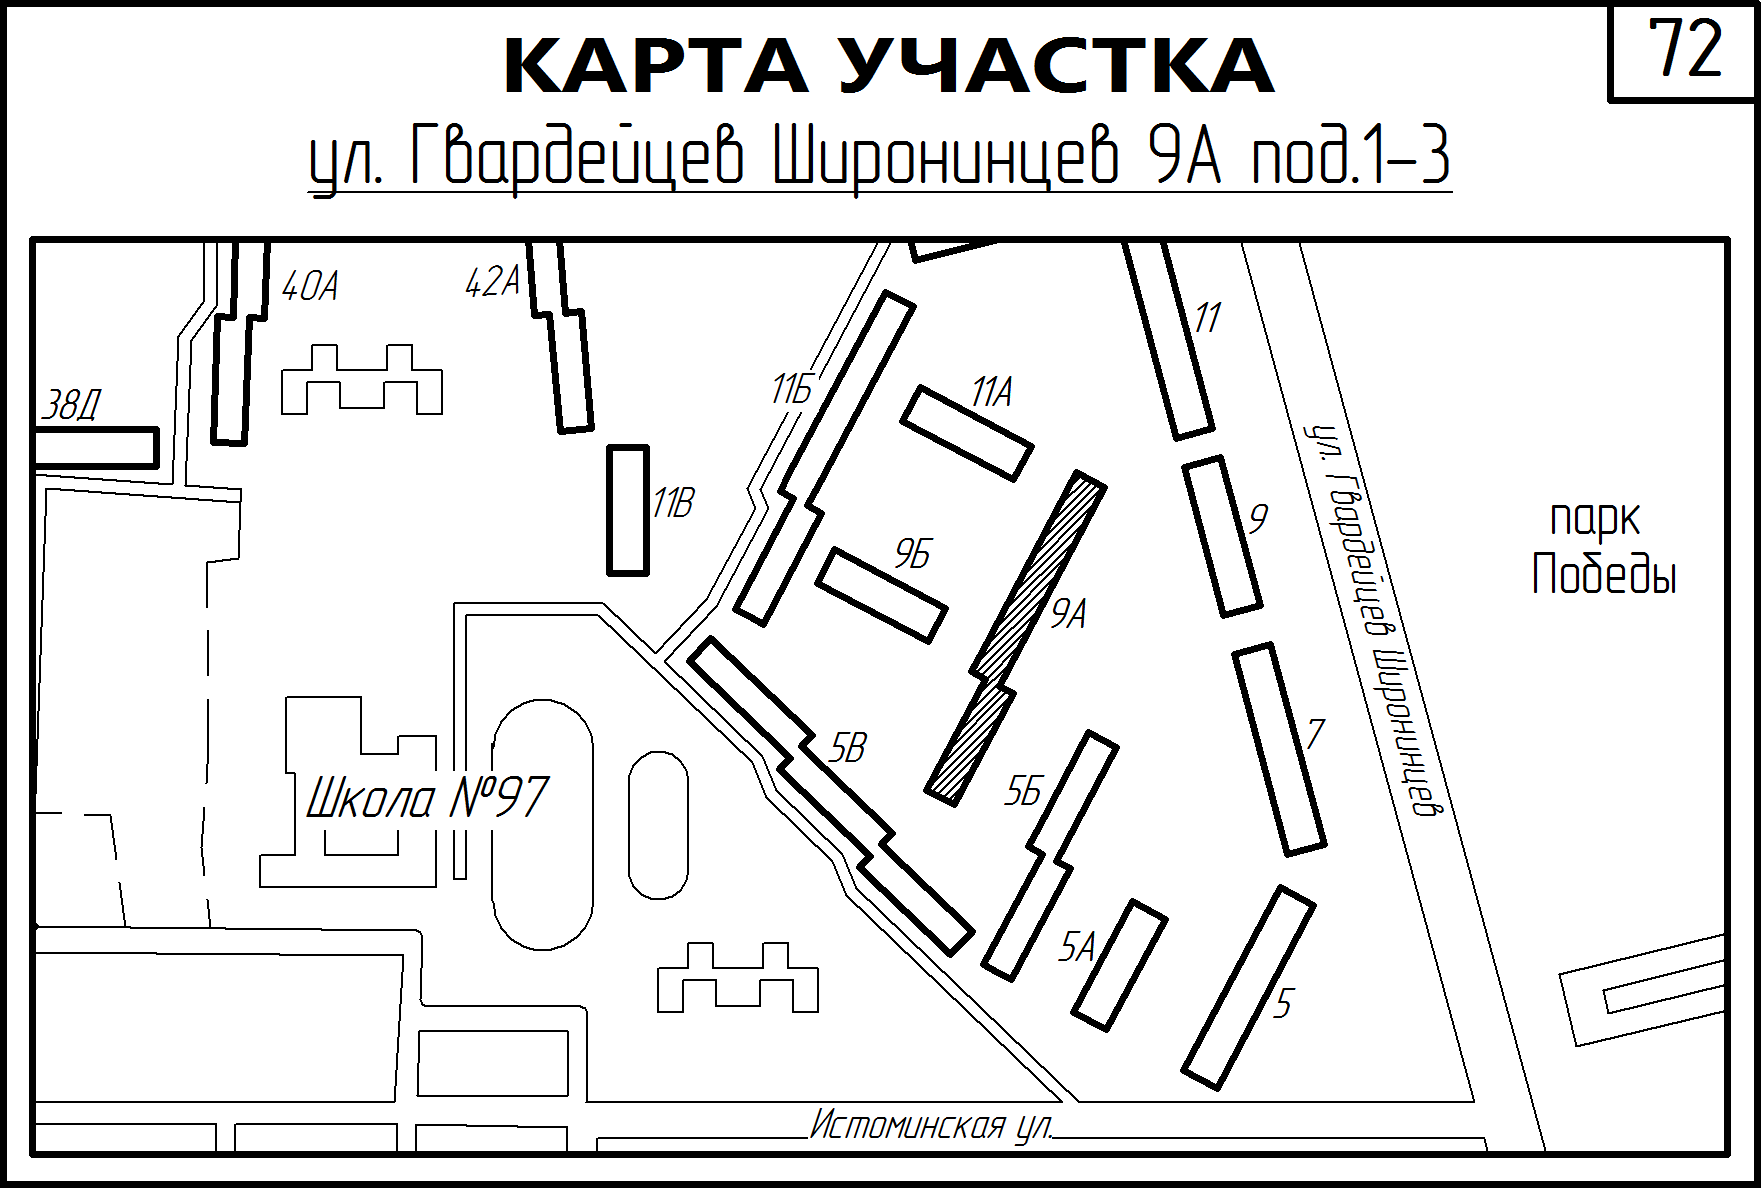 72
КАРТА УЧАСТКА
ул. Гвардейцев Широнинцев 9А под.1-3
40А
42А
11
38Д
11Б
11А
11В
9
парк
Победы
9Б
9А
ул. Гвардейцев Широнинцев
5В
7
Школа №97
5Б
5А
5
Истоминская ул.